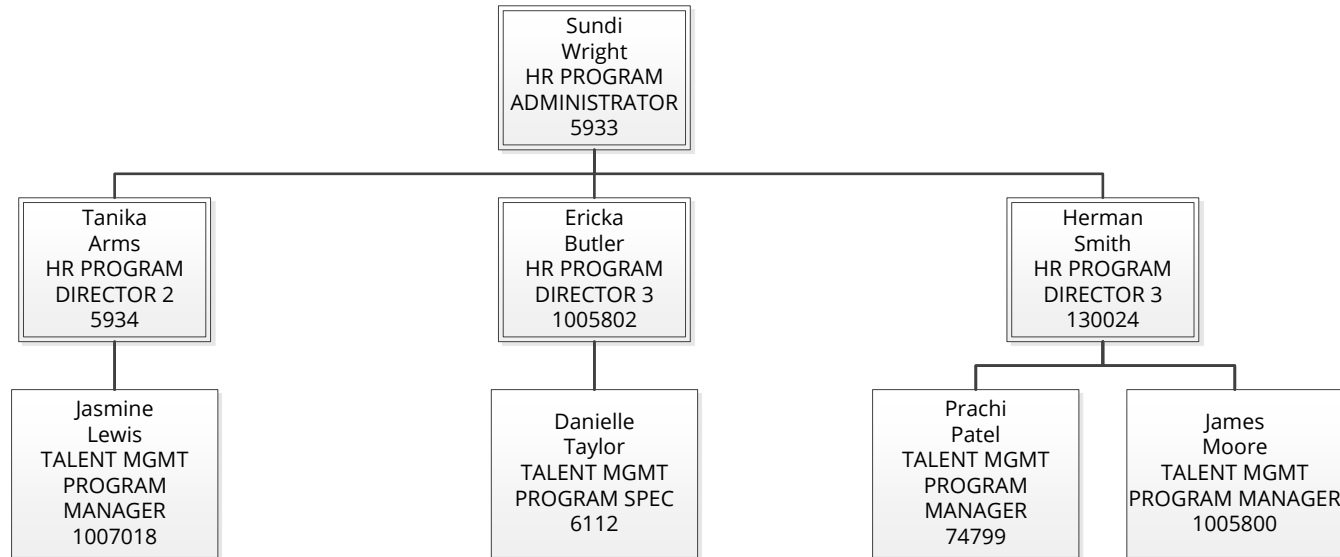 Sundi
Wright
HR PROGRAM
ADMINISTRATOR
5933
Tanika
Arms
HR PROGRAM
DIRECTOR 2
5934
Ericka
Butler
HR PROGRAM
DIRECTOR 3
1005802
Herman
Smith
HR PROGRAM
DIRECTOR 3
130024
Jasmine
Lewis
TALENT MGMT
PROGRAM
MANAGER
1007018
Danielle
Taylor
TALENT MGMT
PROGRAM SPEC
6112
Prachi
Patel
TALENT MGMT
PROGRAM
MANAGER
74799
James
Moore
TALENT MGMT
PROGRAM MANAGER
1005800